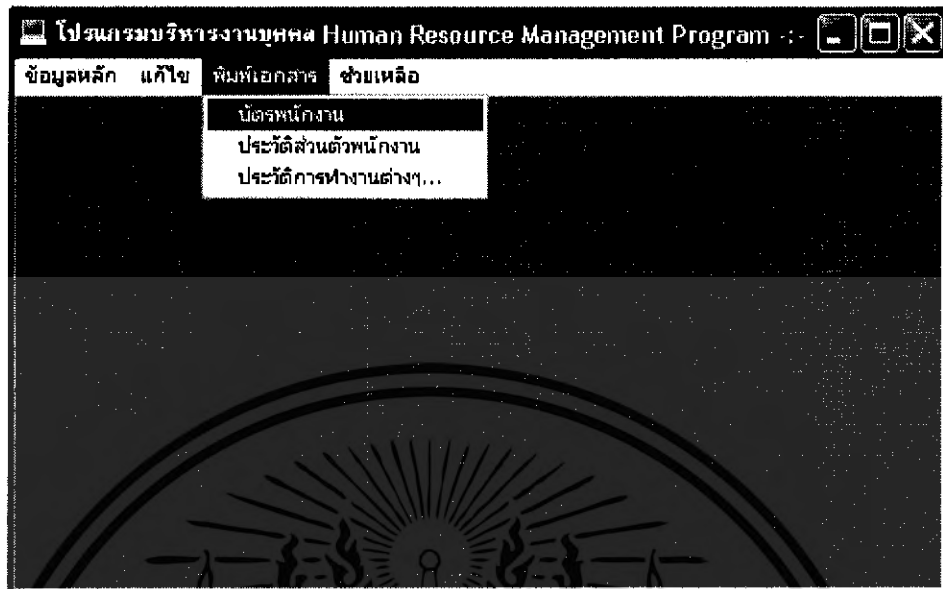 โปรแกรมบริหารงานบุคคล Human Resource Management Program -:-
ข้อมูลหลัก แก้ไข พิมพ์เอกสาร ช่วยเหลือ
บัตรพนักงาน
ประวัติส่วนตัวพนักงาน
ประวัติการทำงานต่างๆ...